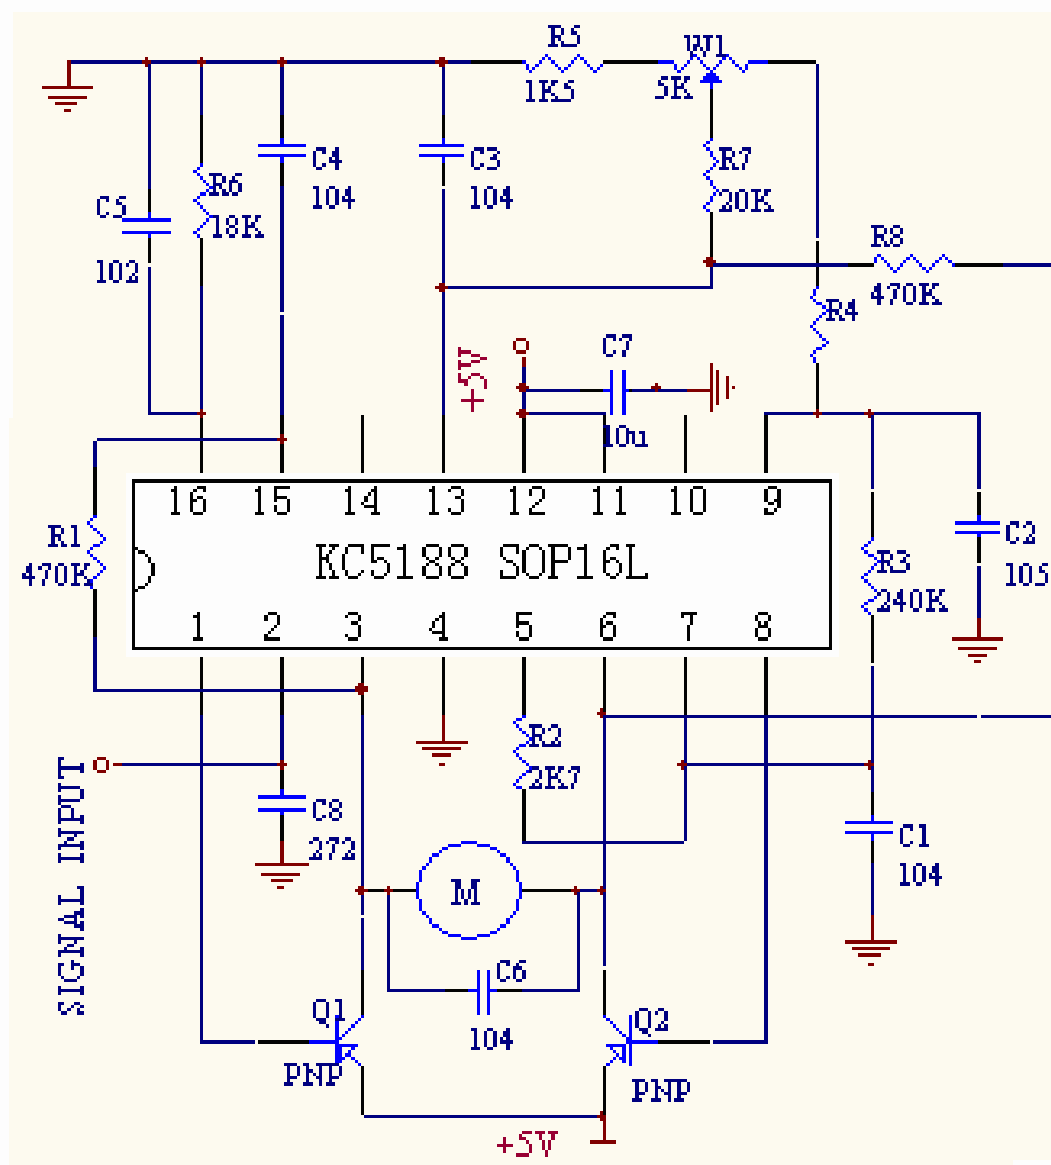 R5
W1
1K5
5K
C4
C3
R7
R6
C5
104
104
20K
18K
R8
102
470K
R4
+5V
C7
10u
16 15 14 13 12 11 10 9
R1
KC5188 SOP16L
C2
470K
R3
105
240K
1 2 3 4 5 6 7 8
R2
SIGNAL INPUT
2K7
C8
C1
272
104
M
C6
Q1
Q2
104
PNP
PNP
+5V